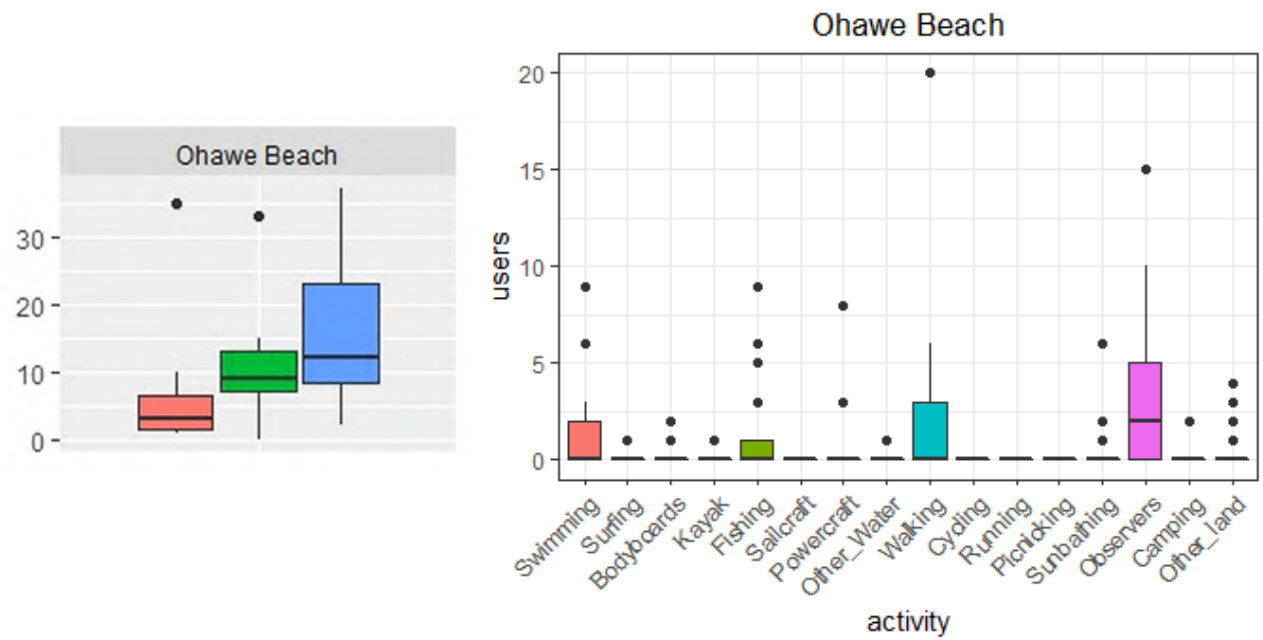 Ohawe Beach
30
20
10
0
Ohawe Beach
users
20
15
10
5
0
Swimming
Surfing
Bodyboards
Kayak
Fishing
Sailcraft
Powercraft
Other_Water
Walking
Cycling
Running
Picnicking
Sunbathing
Observers
Camping
Other_land
activity